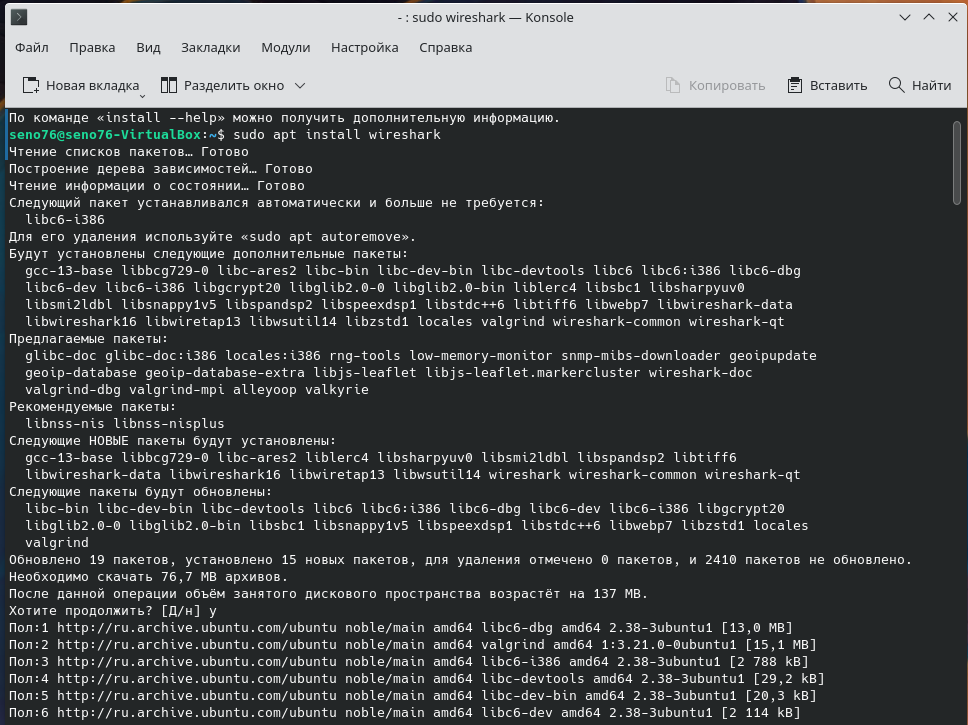 - : sudo wireshark — Konsole
Файл Правка Вид Закладки Модули Настройка Справка
Новая вкладка Разделить окно Копировать Вставить Найти
По команде «install --help» можно получить дополнительную информацию.
seno76@seno76-VirtualBox:~$ sudo apt install wireshark
Чтение списков пакетов… Готово
Построение дерева зависимостей… Готово
Чтение информации о состоянии… Готово
Следующий пакет устанавливался автоматически и больше не требуется:
libc6-i386
Для его удаления используйте «sudo apt autoremove».
Будут установлены следующие дополнительные пакеты:
gcc-13-base libbcg729-0 libc-ares2 libc-bin libc-dev-bin libc-devtools libc6 libc6:i386 libc6-dbg
libc6-dev libc6-i386 libgcrypt20 libglib2.0-0 libglib2.0-bin liblerc4 libsbc1 libsharpyuv0
libsmi2ldbl libsnappy1v5 libspandsp2 libspeexdsp1 libstdc++6 libtiff6 libwebp7 libwireshark-data
libwireshark16 libwiretap13 libwsutil14 libzstd1 locales valgrind wireshark-common wireshark-qt
Предлагаемые пакеты:
glibc-doc glibc-doc:i386 locales:i386 rng-tools low-memory-monitor snmp-mibs-downloader geoipupdate
geoip-database geoip-database-extra libjs-leaflet libjs-leaflet.markercluster wireshark-doc
valgrind-dbg valgrind-mpi alleyoop valkyrie
Рекомендуемые пакеты:
libnss-nis libnss-nisplus
Следующие НОВЫЕ пакеты будут установлены:
gcc-13-base libbcg729-0 libc-ares2 liblerc4 libsharpyuv0 libsmi2ldbl libspandsp2 libtiff6
libwireshark-data libwireshark16 libwiretap13 libwsutil14 wireshark wireshark-common wireshark-qt
Следующие пакеты будут обновлены:
libc-bin libc-dev-bin libc-devtools libc6 libc6:i386 libc6-dbg libc6-dev libc6-i386 libgcrypt20
libglib2.0-0 libglib2.0-bin libsbc1 libsnappy1v5 libspeexdsp1 libstdc++6 libwebp7 libzstd1 locales
valgrind
Обновлено 19 пакетов, установлено 15 новых пакетов, для удаления отмечено 0 пакетов, и 2410 пакетов не обновлено.
Необходимо скачать 76,7 MB архивов.
После данной операции объём занятого дискового пространства возрастёт на 137 MB.
Хотите продолжить? [Д/н] y
Пол:1 http://ru.archive.ubuntu.com/ubuntu noble/main amd64 libc6-dbg amd64 2.38-3ubuntu1 [13,0 MB]
Пол:2 http://ru.archive.ubuntu.com/ubuntu noble/main amd64 valgrind amd64 1:3.21.0-0ubuntu1 [15,1 MB]
Пол:3 http://ru.archive.ubuntu.com/ubuntu noble/main amd64 libc6-i386 amd64 2.38-3ubuntu1 [2 788 kB]
Пол:4 http://ru.archive.ubuntu.com/ubuntu noble/main amd64 libc-devtools amd64 2.38-3ubuntu1 [29,2 kB]
Пол:5 http://ru.archive.ubuntu.com/ubuntu noble/main amd64 libc-dev-bin amd64 2.38-3ubuntu1 [20,3 kB]
Пол:6 http://ru.archive.ubuntu.com/ubuntu noble/main amd64 libc6-dev amd64 2.38-3ubuntu1 [2 114 kB]